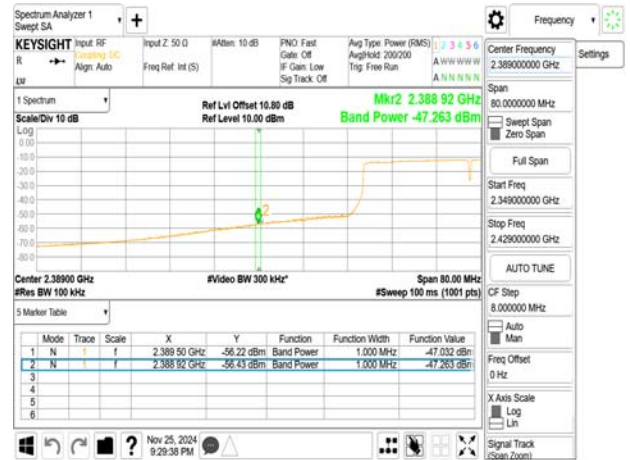 Spectrum Analyzer 1
Swept SA
+
Frequency
KEYSIGHT
Input: RF
Coupling: DC
Align: Auto
Input Z: 50 Ω
Freq Ref: Int (S)
#Atten: 10 dB
PNO: Fast
Gate: Off
IF Gain: Low
Sig Track: Off
Avg Type: Power (RMS)
Avg|Hold: 200/200
Trig: Free Run
1 2 3 4 5 6
A W W W W W
A N N N N N
R
LXI
Center Frequency
2.389000000 GHz
Settings
Span
80.0000000 MHz
Swept Span
Zero Span
Full Span
Start Freq
2.349000000 GHz
Stop Freq
2.429000000 GHz
AUTO TUNE
CF Step
8.000000 MHz
Auto
Man
Freq Offset
0 Hz
X Axis Scale
Log
Lin
Signal Track
(Span Zoom)
1 Spectrum
Scale/Div 10 dB
Ref Lvl Offset 10.80 dB
Ref Level 10.00 dBm
Mkr2 2.388 92 GHz
Band Power -47.263 dBm
Log
0.00
-10.0
-20.0
-30.0
-40.0
-50.0
-60.0
-70.0
-80.0
2
Center 2.38900 GHz
#Res BW 100 kHz
#Video BW 300 kHz*
Span 80.00 MHz
#Sweep 100 ms (1001 pts)
5 Marker Table
Mode Trace Scale X Y Function Function Width Function Value
1 N 1 f 2.389 50 GHz -56.22 dBm Band Power 1.000 MHz -47.032 dBm
2 N 1 f 2.388 92 GHz -56.43 dBm Band Power 1.000 MHz -47.263 dBm
3
4
5
6
?
Nov 25, 2024
9:29:38 PM